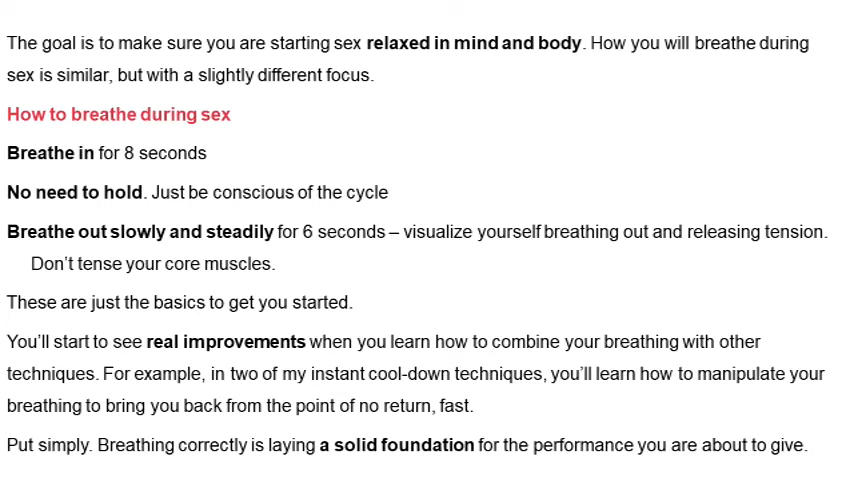 The goal is to make sure you are starting sex relaxed in mind and body. How you will breathe during
sex is similar, but with a slightly different focus.
How to breathe during sex
Breathe in for 8 seconds
No need to hold. Just be conscious of the cycle
Breathe out slowly and steadily for 6 seconds – visualize yourself breathing out and releasing tension.
Don't tense your core muscles.
These are just the basics to get you started.
You'll start to see real improvements when you learn how to combine your breathing with other
techniques. For example, in two of my instant cool-down techniques, you'll learn how to manipulate your
breathing to bring you back from the point of no return, fast.
Put simply. Breathing correctly is laying a solid foundation for the performance you are about to give.